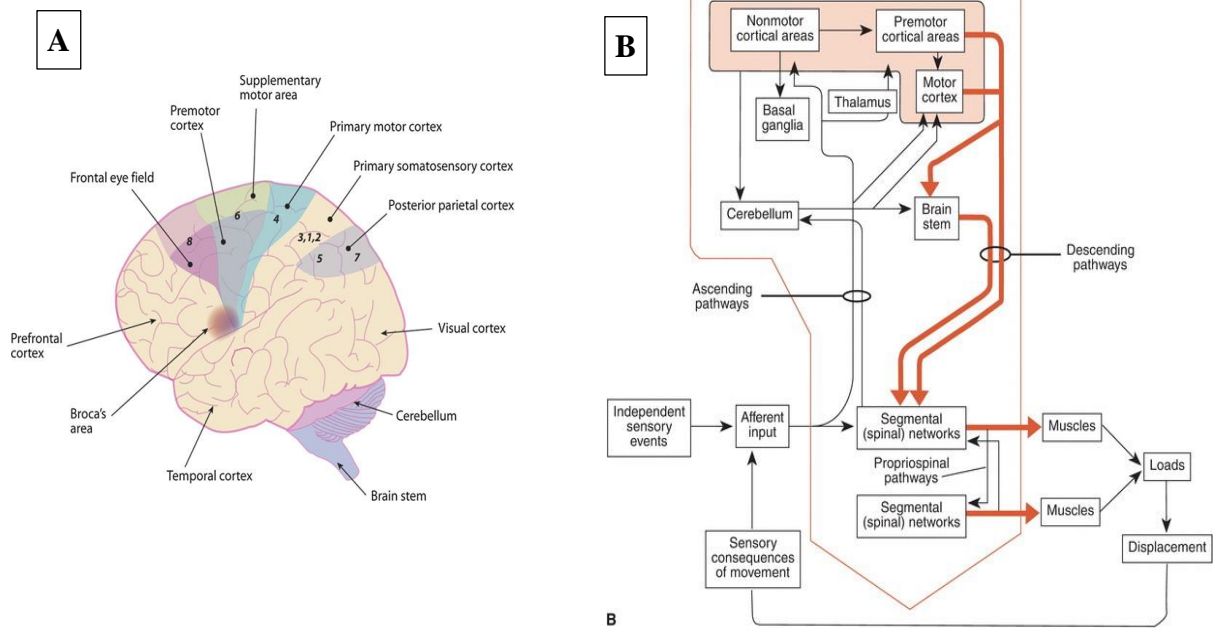 A
Supplementary
motor area
Premotor
cortex
Primary motor cortex
Frontal eye field
Primary somatosensory cortex
Posterior parietal cortex
6
4
8
3,1,2
5
7
Prefrontal
cortex
Visual cortex
Broca's
area
Cerebellum
Temporal cortex
Brain stem
B
Nonmotor
cortical areas
Premotor
cortical areas
Basal
ganglia
Thalamus
Motor
cortex
Cerebellum
Brain
stem
Descending
pathways
Ascending
pathways
Independent
sensory
events
Afferent
input
Segmental
(spinal) networks
Muscles
Propriospinal
pathways
Loads
Segmental
(spinal) networks
Muscles
Sensory
consequences
of movement
Displacement
B